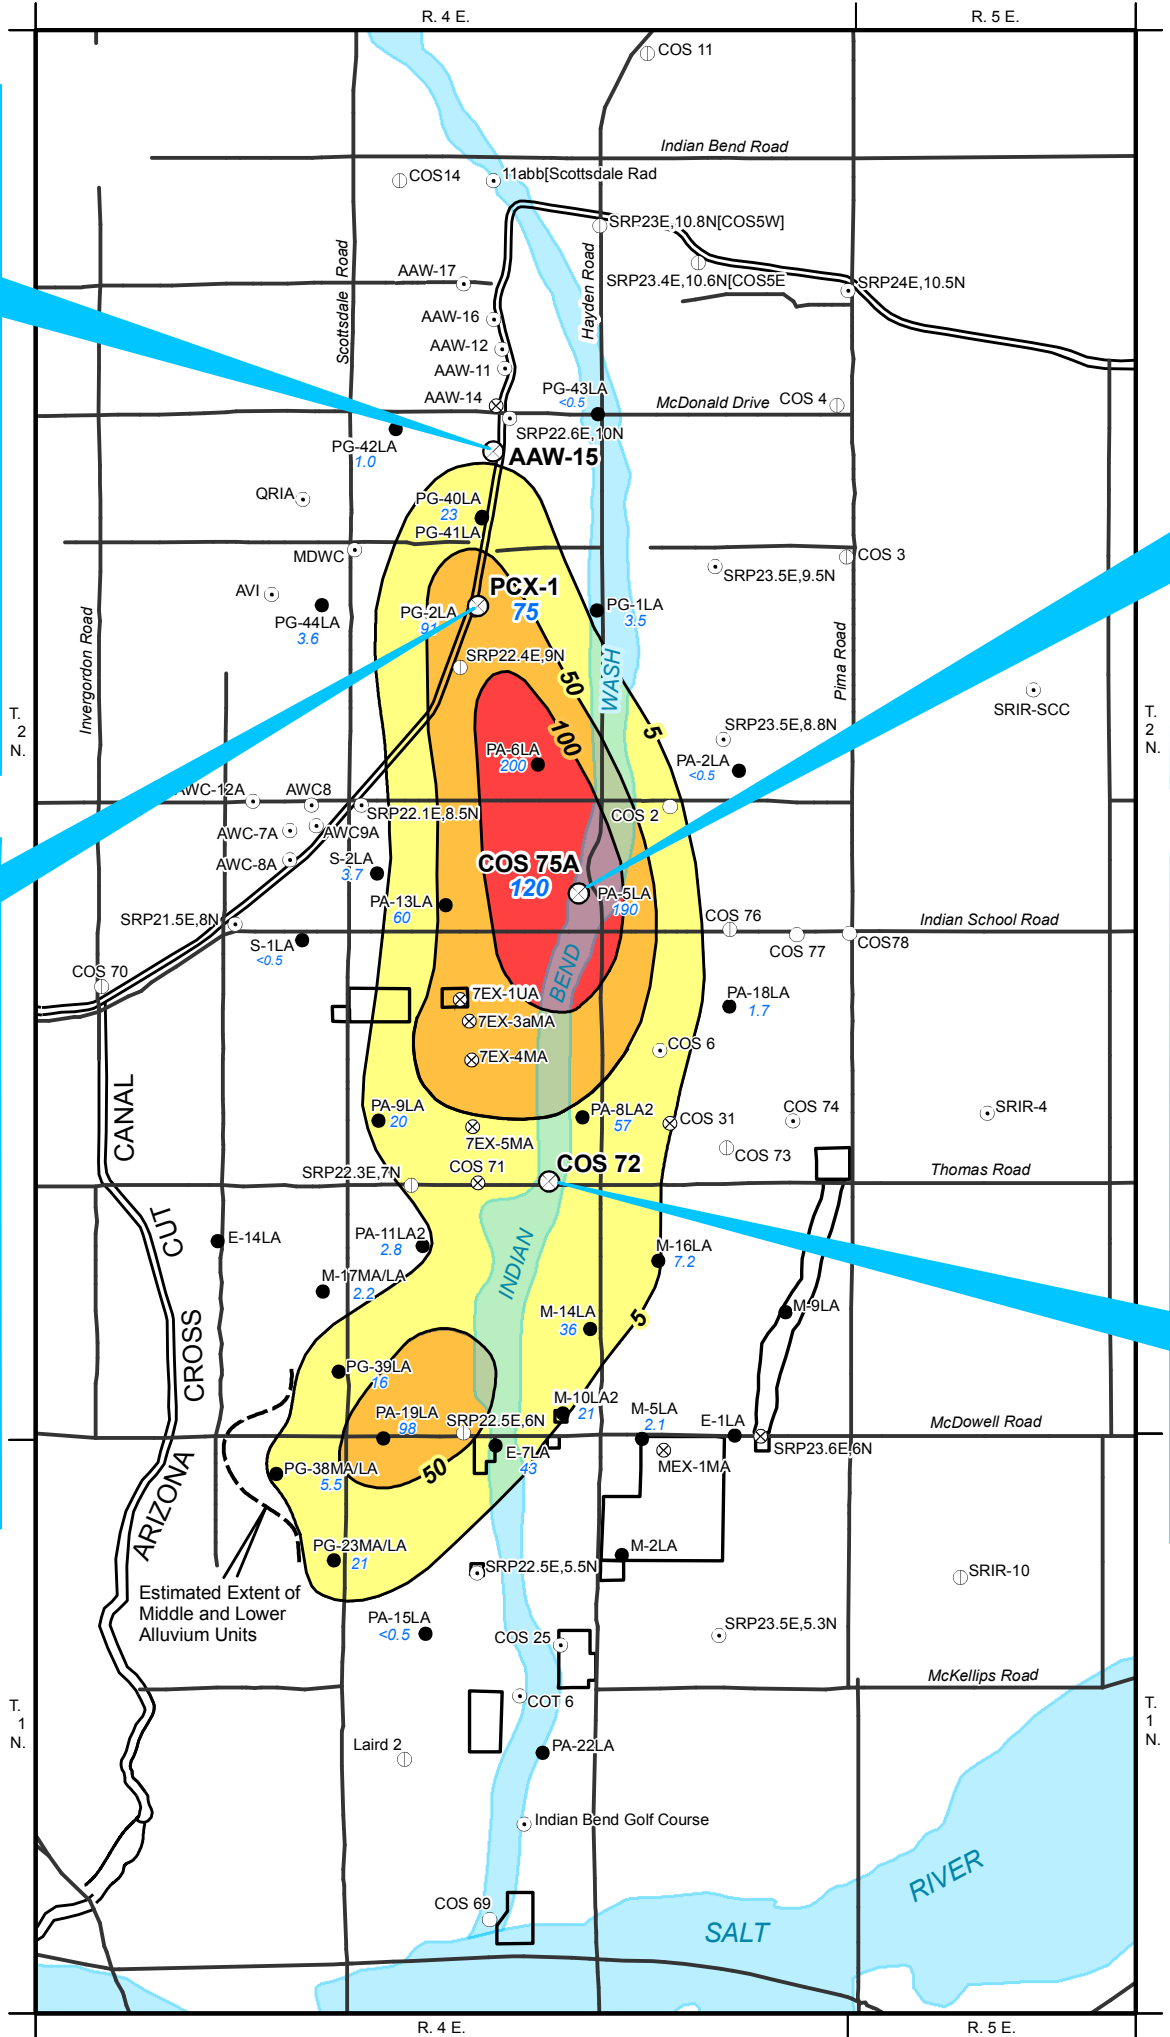 R. 4 E.
R. 5 E.
COS 11
Indian Bend Road
COS14
11abb[Scottsdale Rad
SRP23E,10.8N[COS5W]
Scottsdale Road
Hayden Road
AAW-17
SRP23.4E,10.6N[COS5E
SRP24E,10.5N
AAW-16
AAW-12
AAW-11
AAW-14
PG-43LA
<0.5
McDonald Drive
COS 4
SRP22.6E,10N
PG-42LA
1.0
AAW-15
QRIA
PG-40LA
23
PG-41LA
MDWC
COS 3
SRP23.5E,9.5N
AVI
PCX-1
75
PG-44LA
3.6
PG-2LA
91
PG-1LA
3.5
Invergordon Road
Pima Road
SRP22.4E,9N
WASH
50
SRIR-SCC
T.
2
N.
T.
2
N.
100
5
SRP23.5E,8.8N
PA-6LA
200
PA-2LA
<0.5
AWC-12A
AWC8
SRP22.1E,8.5N
COS 2
AWC-7A
AWC9A
AWC-8A
S-2LA
3.7
COS 75A
120
PA-13LA
60
PA-5LA
190
SRP21.5E,8N
COS 76
Indian School Road
S-1LA
<0.5
COS 77
COS78
COS 70
BEND
7EX-1UA
PA-18LA
1.7
7EX-3aMA
COS 6
7EX-4MA
CANAL
PA-9LA
20
PA-8LA2
57
COS 31
COS 74
SRIR-4
7EX-5MA
COS 73
COS 71
COS 72
SRP22.3E,7N
Thomas Road
CUT
E-14LA
PA-11LA2
2.8
M-16LA
7.2
INDIAN
M-17MA/LA
2.2
M-14LA
36
5
M-9LA
CROSS
PG-39LA
16
PA-19LA
98
SRP22.5E,6N
M-10LA2
21
M-5LA
2.1
E-1LA
McDowell Road
E-7LA
43
SRP23.6E,6N
MEX-1MA
50
PG-38MA/LA
5.5
ARIZONA
PG-23MA/LA
21
M-2LA
SRP22.5E,5.5N
SRIR-10
Estimated Extent of
Middle and Lower
Alluvium Units
PA-15LA
<0.5
COS 25
SRP23.5E,5.3N
McKellips Road
COT 6
T.
1
N.
T.
1
N.
Laird 2
PA-22LA
Indian Bend Golf Course
RIVER
COS 69
SALT
R. 4 E.
R. 5 E.